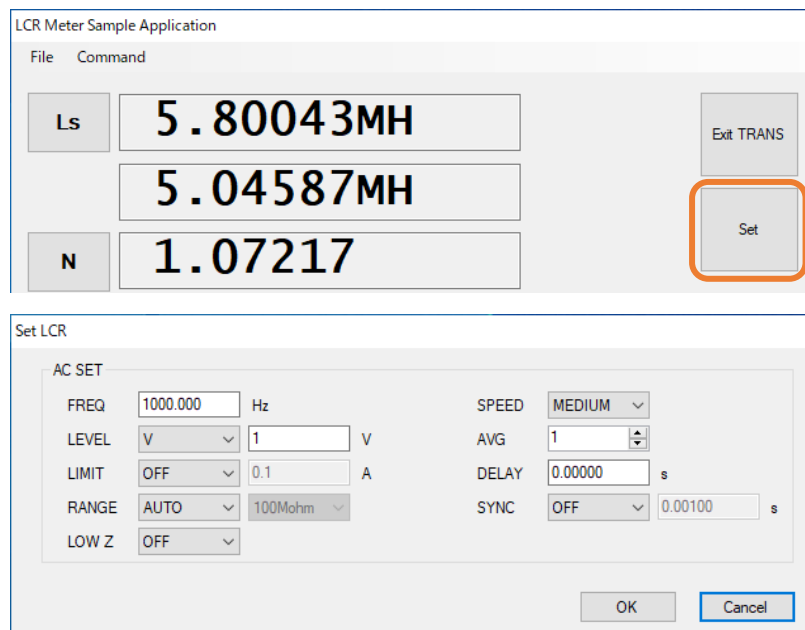 LCR Meter Sample Application
File Command
Ls 5.80043MH Exit TRANS
5.04587MH Set
N 1.07217
Set LCR
AC SET
FREQ 1000.000 Hz SPEED MEDIUM
LEVEL V 1 V AVG 1
LIMIT OFF 0.1 A DELAY 0.00000 s
RANGE AUTO 100Mohm SYNC OFF 0.00100 s
LOW Z OFF
OK Cancel